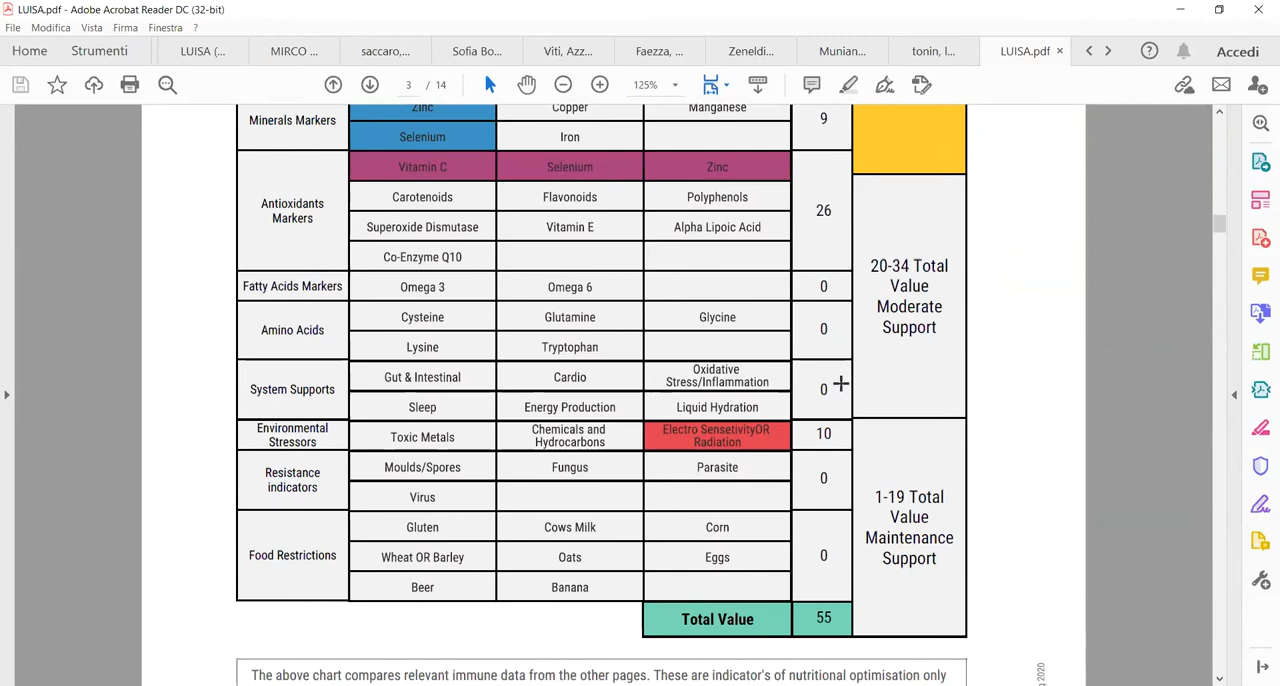 LUISA.pdf - Adobe Acrobat Reader DC (32-bit)
File Modifica Vista Firma Finestra ?
Home Strumenti LUISA (... MIRCO ... saccaro,... Sofia Bo... Viti, Azz... Faezza, ... Zeneldi... Munian... tonin, l... LUISA.pdf Accedi
3 / 14 125%
Zinc Copper Manganese
Minerals Markers 9
Selenium Iron
Vitamin C Selenium Zinc
Antioxidants Markers Carotenoids Flavonoids Polyphenols 26
Superoxide Dismutase Vitamin E Alpha Lipoic Acid
Co-Enzyme Q10
Fatty Acids Markers Omega 3 Omega 6 0
Amino Acids Cysteine Glutamine Glycine 0
Lysine Tryptophan
System Supports Gut & Intestinal Cardio Oxidative Stress/Inflammation 0
Sleep Energy Production Liquid Hydration
Environmental Stressors Toxic Metals Chemicals and Hydrocarbons Electro SensetivityOR Radiation 10
Resistance indicators Moulds/Spores Fungus Parasite 0
Virus
Food Restrictions Gluten Cows Milk Corn 0
Wheat OR Barley Oats Eggs
Beer Banana
Total Value 55
20-34 Total
Value
Moderate
Support
1-19 Total
Value
Maintenance
Support
The above chart compares relevant immune data from the other pages. These are indicator's of nutritional optimisation only
2020